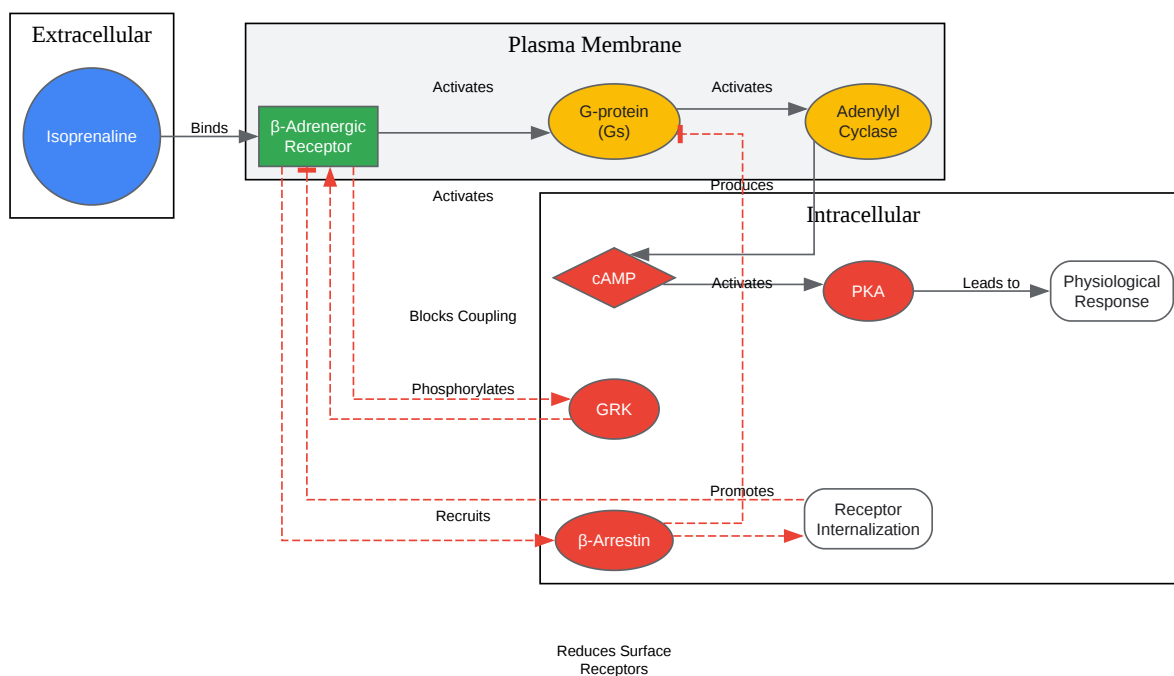 Extracellular
Plasma Membrane
Isoprenaline
Binds
β-Adrenergic
Receptor
Activates
G-protein
(Gs)
Activates
Adenylyl
Cyclase
Activates
Produces
Intracellular
cAMP
Activates
PKA
Leads to
Physiological
Response
Blocks Coupling
Phosphorylates
GRK
Promotes
Recruits
β-Arrestin
Receptor
Internalization
Reduces Surface
Receptors